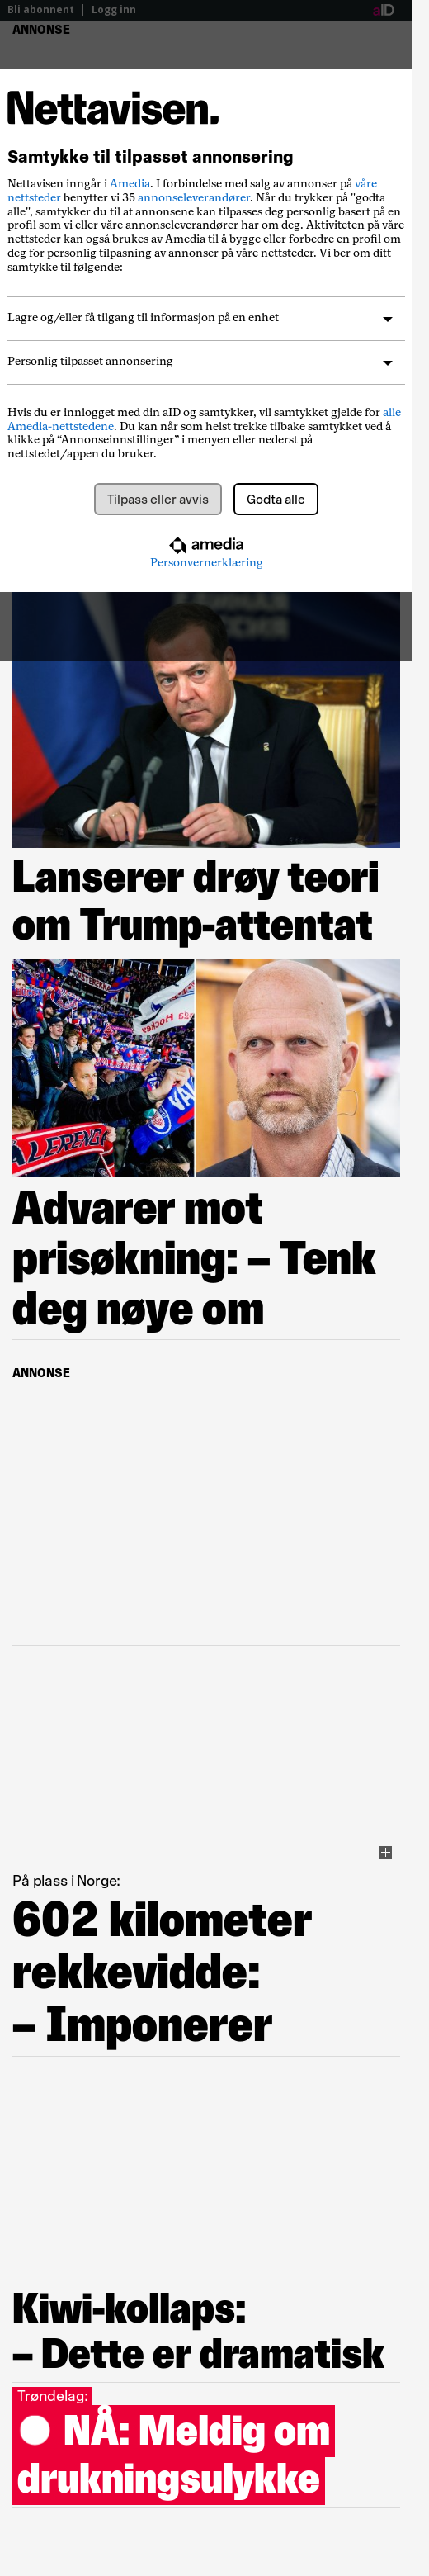 Bli abonnent | Logg inn aID
ANNONSE
Nettavisen.
Samtykke til tilpasset annonsering
Nettavisen inngår i Amedia. I forbindelse med salg av annonser på våre
nettsteder benytter vi 35 annonseleverandører. Når du trykker på "godta
alle", samtykker du til at annonsene kan tilpasses deg personlig basert på en
profil som vi eller våre annonseleverandører har om deg. Aktiviteten på våre
nettsteder kan også brukes av Amedia til å bygge eller forbedre en profil om
deg for personlig tilpasning av annonser på våre nettsteder. Vi ber om ditt
samtykke til følgende:
Lagre og/eller få tilgang til informasjon på en enhet
Personlig tilpasset annonsering
Hvis du er innlogget med din aID og samtykker, vil samtykket gjelde for alle
Amedia-nettstedene. Du kan når som helst trekke tilbake samtykket ved å
klikke på “Annonseinnstillinger” i menyen eller nederst på
nettstedet/appen du bruker.
Tilpass eller avvis
Godta alle
amedia
Personvernerklæring
Lanserer drøy teori
om Trump-attentat
Hockey
VÅLERENGA
Advarer mot
prisøkning: – Tenk
deg nøye om
ANNONSE
På plass i Norge:
602 kilometer
rekkevidde:
– Imponerer
Kiwi-kollaps:
– Dette er dramatisk
Trøndelag:
NÅ: Meldig om
drukningsulykke